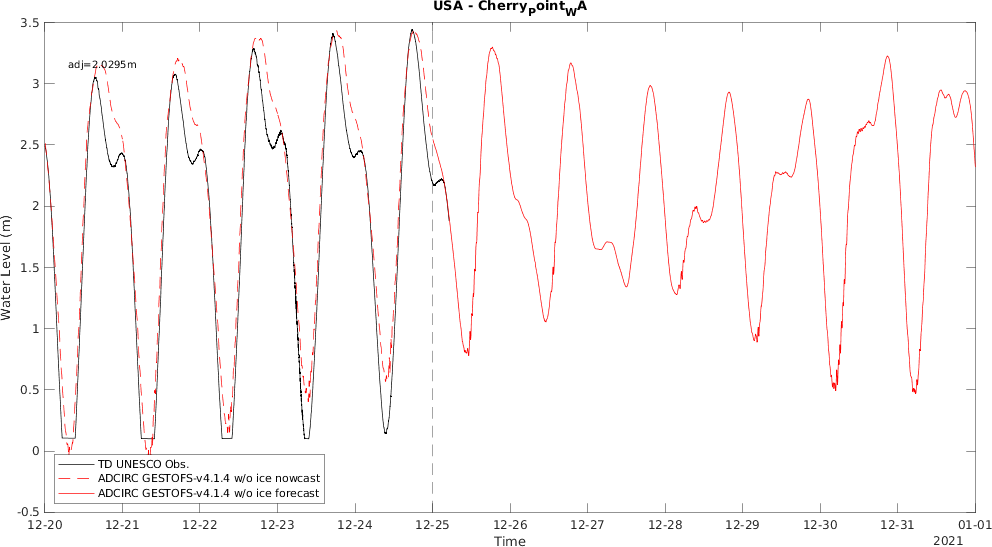 USA - CherryPointWA
3.5
adj=2.0295m
3
2.5
2
Water Level (m)
1.5
1
0.5
0
TD UNESCO Obs.
ADCIRC GESTOFS-v4.1.4 w/o ice nowcast
ADCIRC GESTOFS-v4.1.4 w/o ice forecast
-0.5
12-20 12-21 12-22 12-23 12-24 12-25 12-26 12-27 12-28 12-29 12-30 12-31 01-01
Time
2021